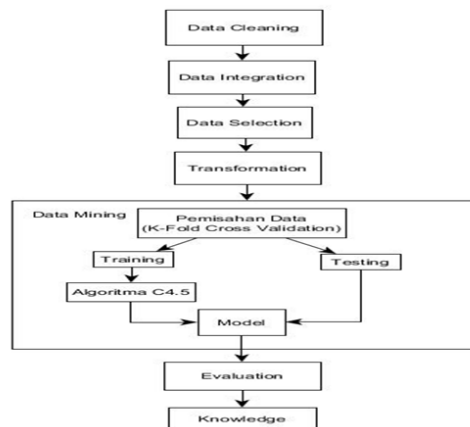 Data Cleaning
Data Integration
Data Selection
Transformation
Data Mining
Pemisahan Data
(K-Fold Cross Validation)
Training
Testing
Algoritma C4.5
Model
Evaluation
Knowledge